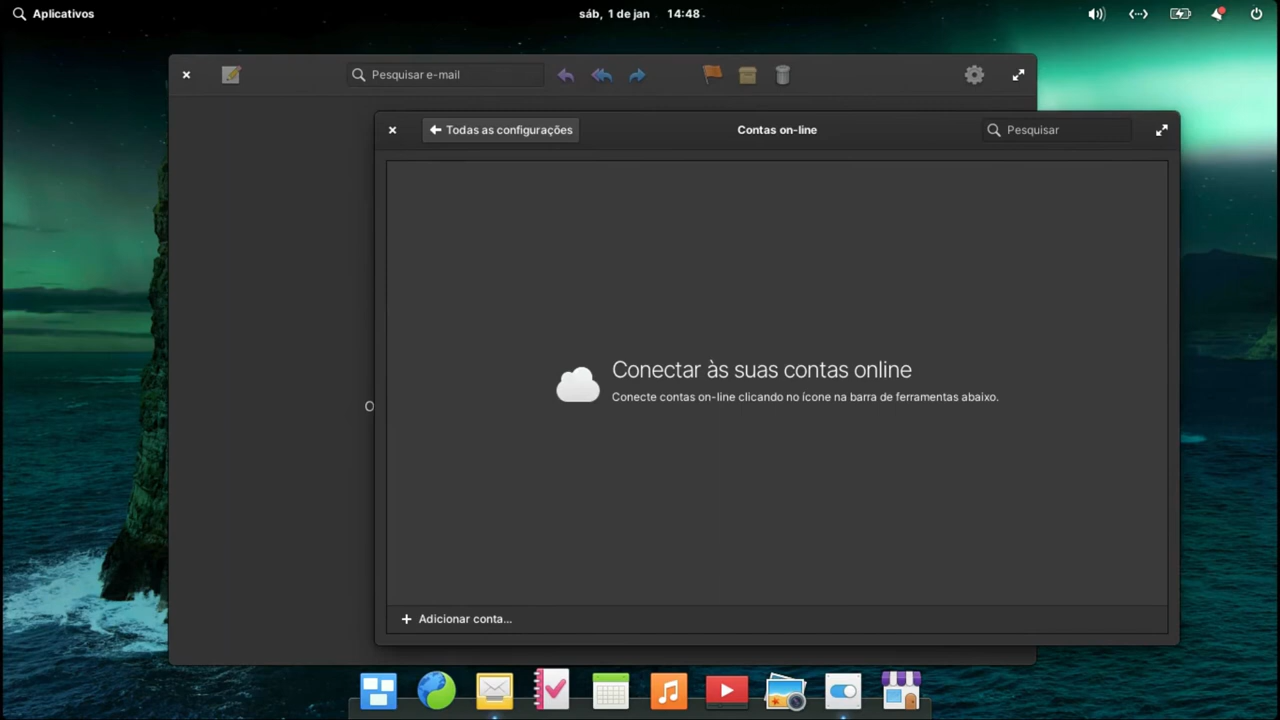 Aplicativos
sáb, 1 de jan 14:48
Pesquisar e-mail
Todas as configurações
Contas on-line
Pesquisar
Conectar às suas contas online
Conecte contas on-line clicando no ícone na barra de ferramentas abaixo.
O
Adicionar conta...